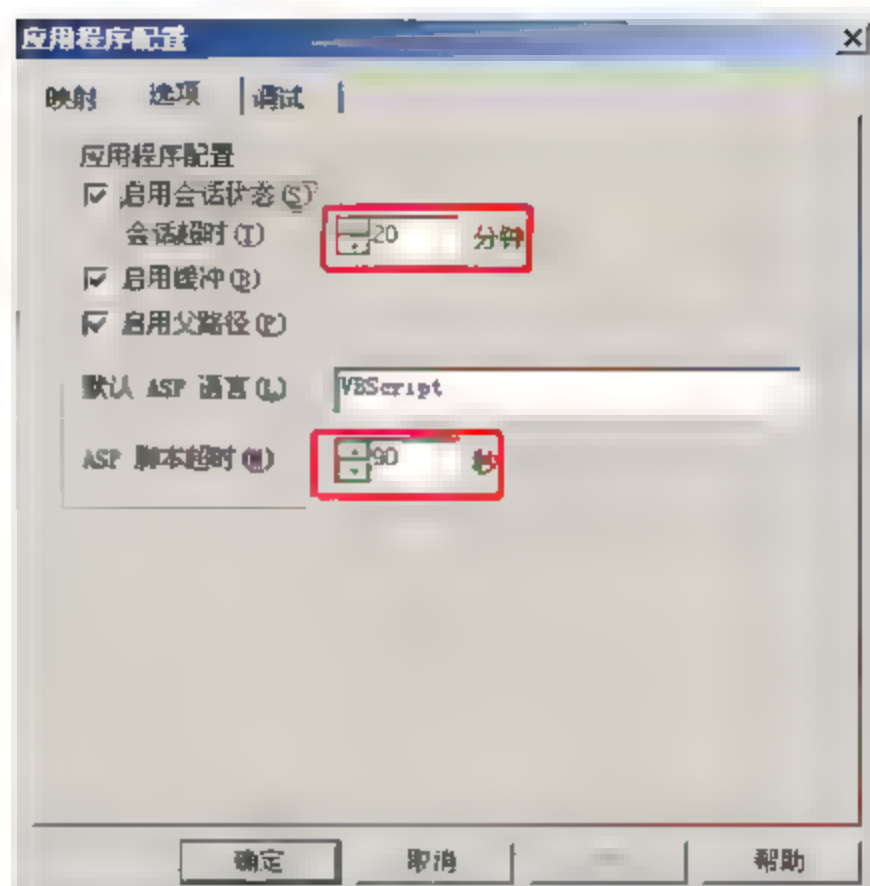 应用程序配置
映射 选项 调试
应用程序配置
启用会话状态(S)
会话超时(T) 20 分钟
启用缓冲(B)
启用父路径(P)
默认 ASP 语言(L) VBScript
ASP 脚本超时(M) 90 秒
确定 取消 帮助